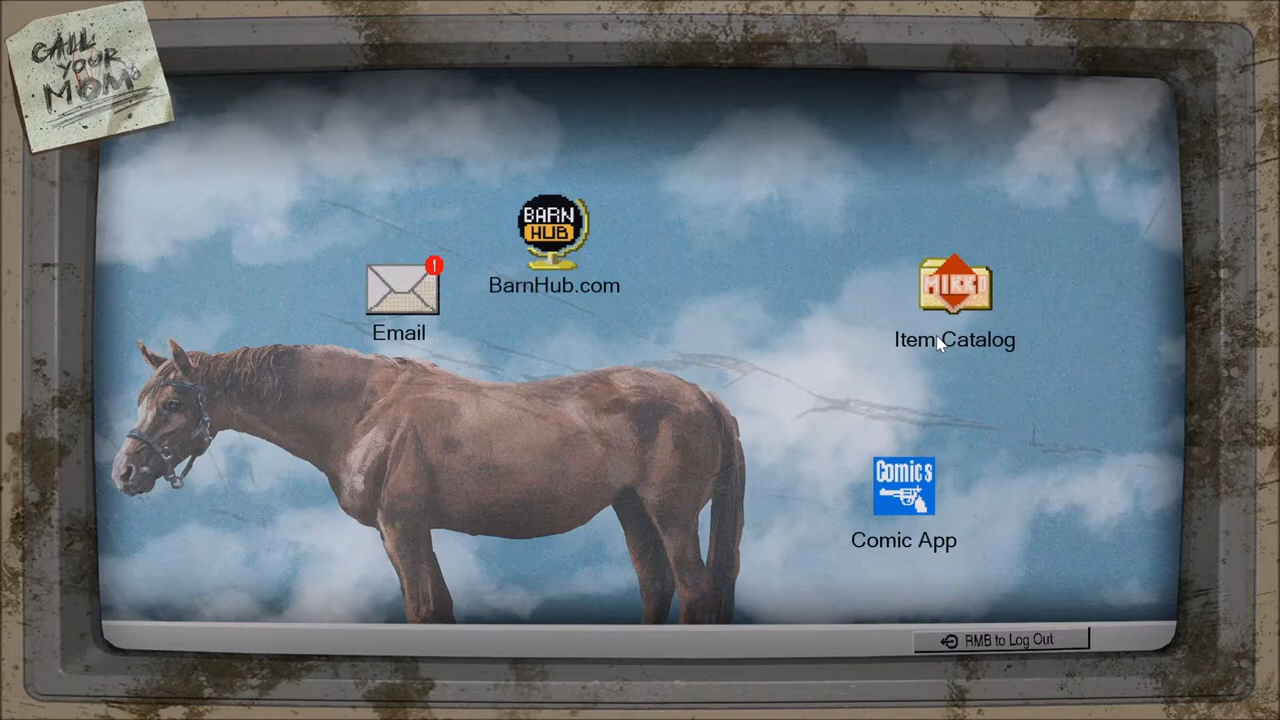 CALL
YOUR
MOM
BARN
HUB
BarnHub.com
!
Email
MIKKO
Item Catalog
Comics
Comic App
RMB to Log Out